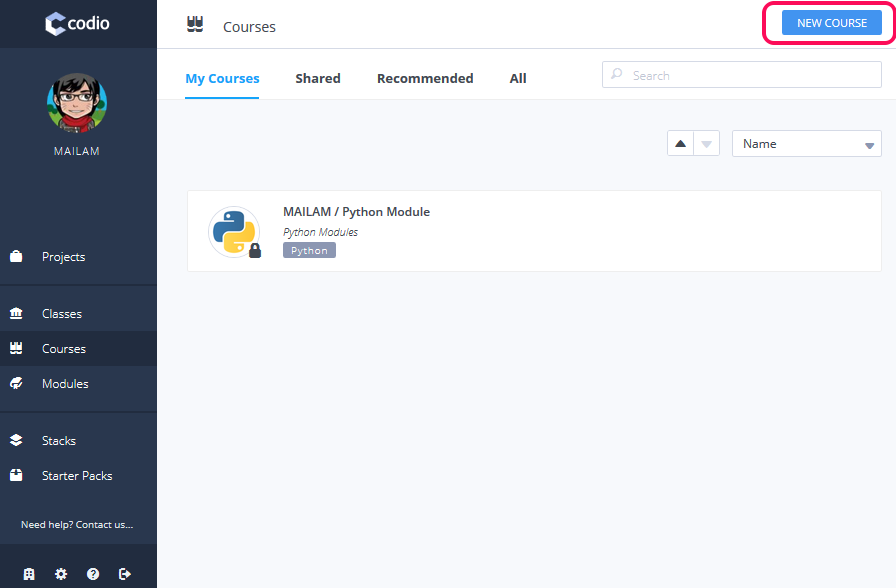 codio
MAILAM
Projects
Classes
Courses
Modules
Stacks
Starter Packs
Need help? Contact us...
Courses
NEW COURSE
My Courses Shared Recommended All
Search
Name
MAILAM / Python Module
Python Modules
Python